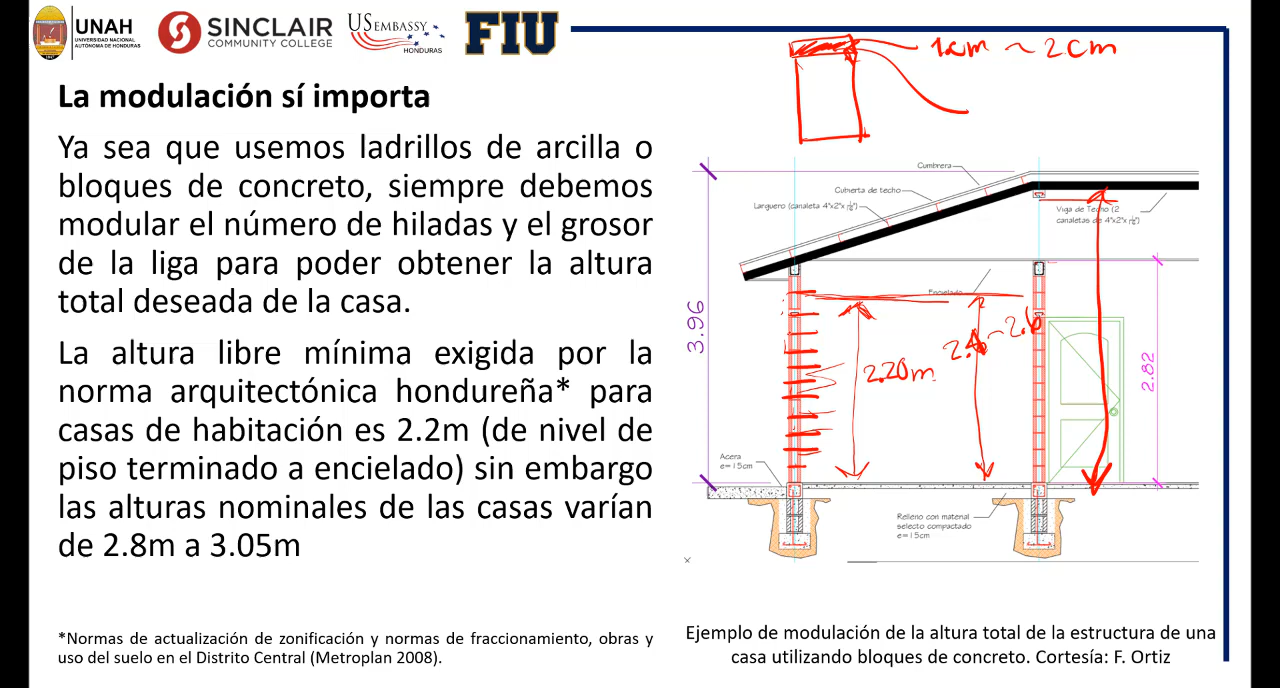 UNAH
UNIVERSIDAD NACIONAL
AUTÓNOMA DE HONDURAS
SINCLAIR
COMMUNITY COLLEGE
US EMBASSY
HONDURAS
FIU
La modulación sí importa
Ya sea que usemos ladrillos de arcilla o
bloques de concreto, siempre debemos
modular el número de hiladas y el grosor
de la liga para poder obtener la altura
total deseada de la casa.
La altura libre mínima exigida por la
norma arquitectónica hondureña* para
casas de habitación es 2.2m (de nivel de
piso terminado a encielado) sin embargo
las alturas nominales de las casas varían
de 2.8m a 3.05m
*Normas de actualización de zonificación y normas de fraccionamiento, obras y
uso del suelo en el Distrito Central (Metroplan 2008).
1cm ~ 2cm
Cumbrera
Cubierta de techo
Larguero (canaleta 4"x2"x
Viga de Techo (2
canaletas de 4"x2"x
Encielado
3.96
2.20m
2.82
Acera
e=15cm
Relleno con material
selecto compactado
e=15cm
x
Ejemplo de modulación de la altura total de la estructura de una
casa utilizando bloques de concreto. Cortesía: F. Ortiz